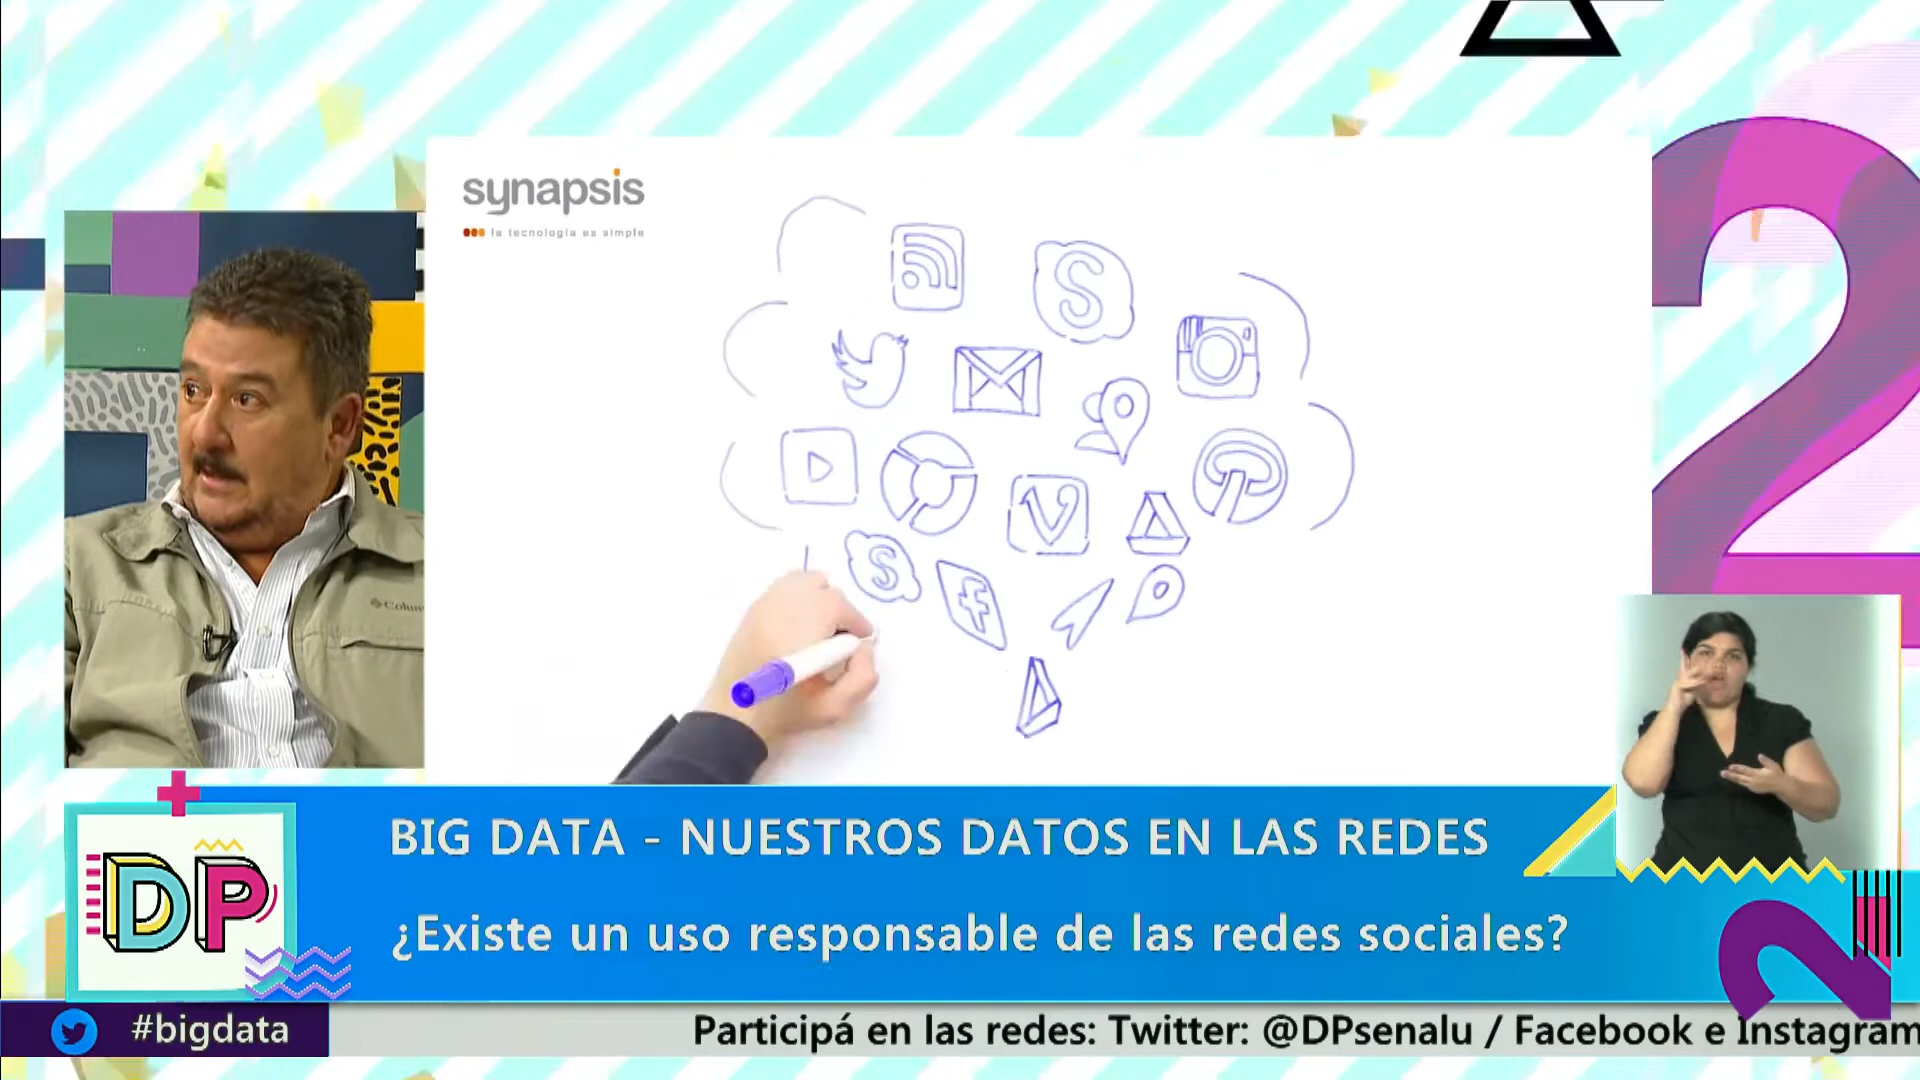 synapsis
la tecnología es simple
Colum
BIG DATA - NUESTROS DATOS EN LAS REDES
¿Existe un uso responsable de las redes sociales?
DP
#bigdata
Participá en las redes: Twitter: @DPsenalu / Facebook e Instagram